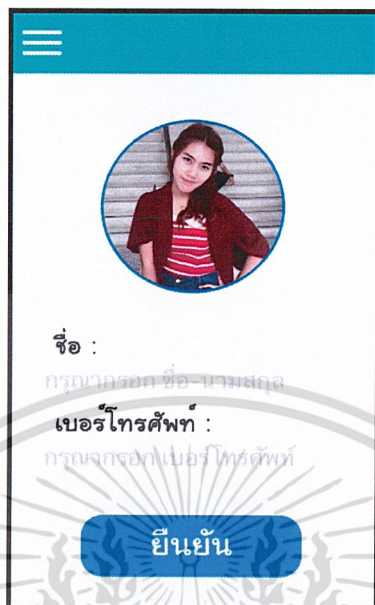 ชื่อ :
กรุณากรอก ชื่อ-นามสกุล
เบอร์โทรศัพท์ :
กรุณากรอก เบอร์โทรศัพท์
ยืนยัน